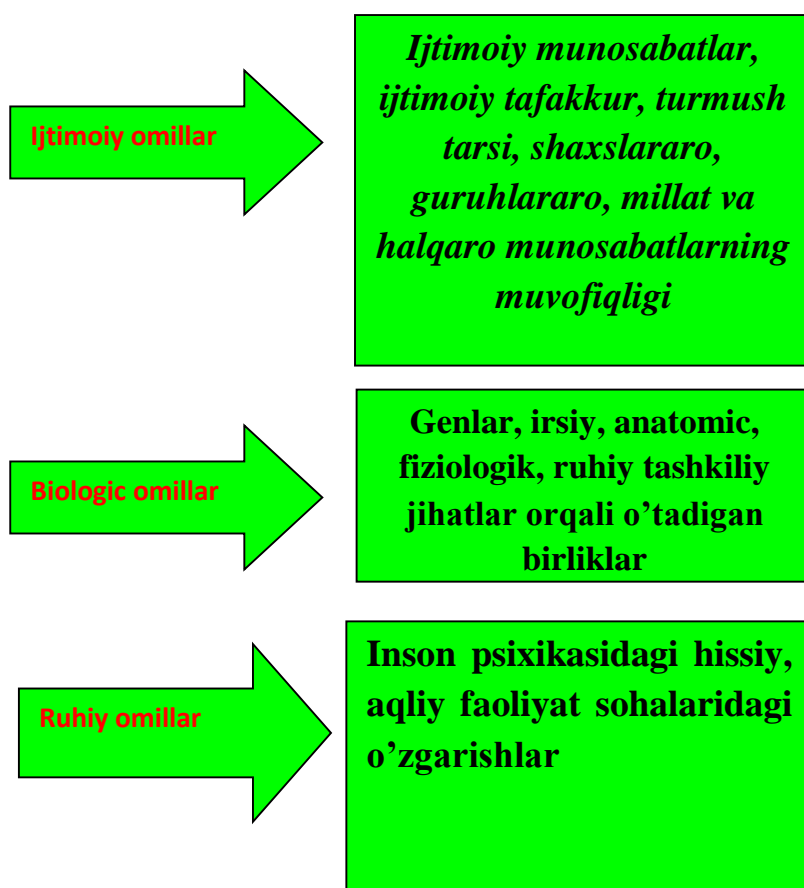 Ijtimoiy omillar
Ijtimoiy munosabatlar,
ijtimoiy tafakkur, turmush
tarsi, shaxslararo,
guruhlararo, millat va
halqaro munosabatlarning
muvofiqligi
Biologic omillar
Genlar, irsiy, anatomic,
fiziologik, ruhiy tashkiliy
jihatlar orqali o’tadigan
birliklar
Ruhiy omillar
Inson psixikasidagi hissiy,
aqliy faoliyat sohalaridagi
o’zgarishlar